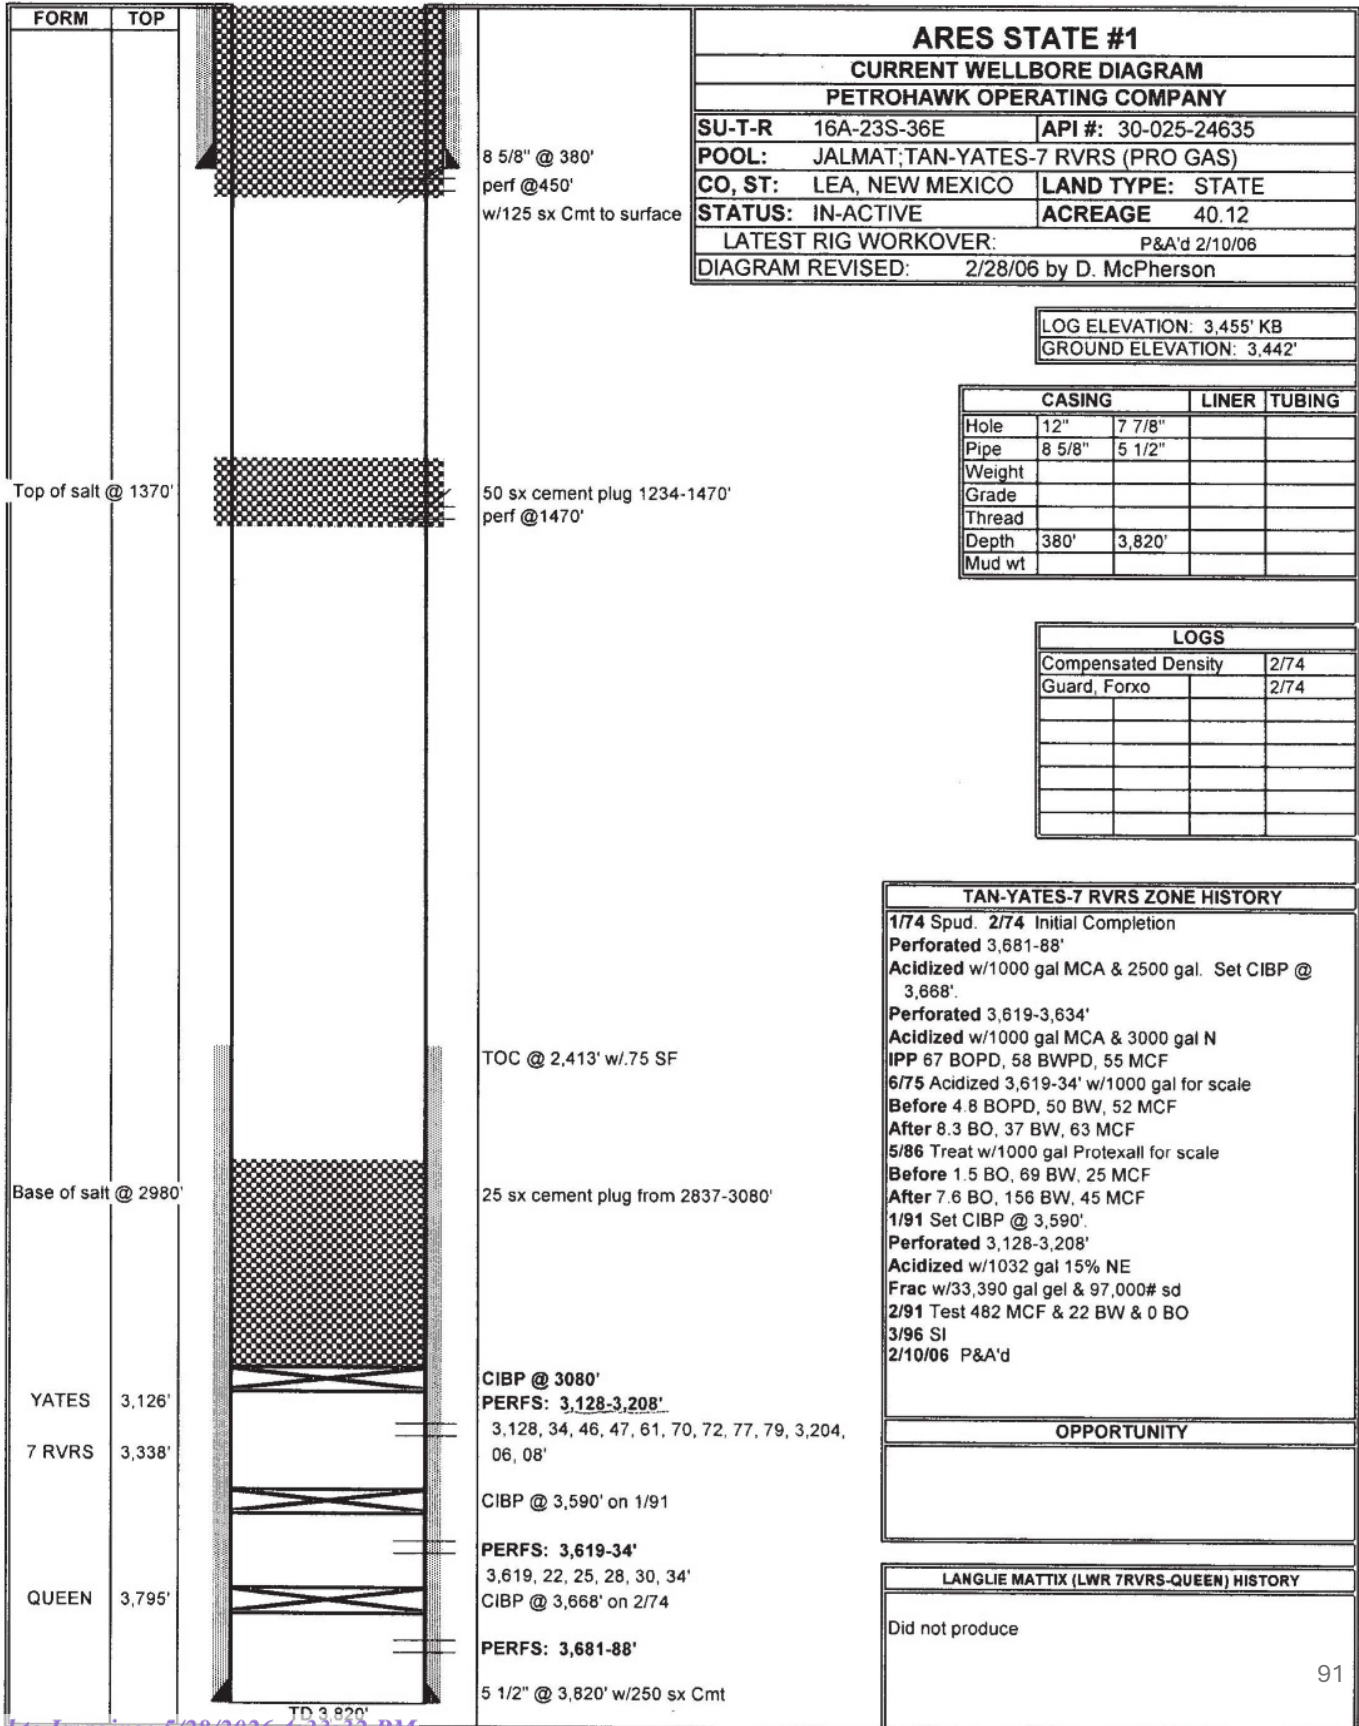 FORM TOP
ARES STATE #1
CURRENT WELLBORE DIAGRAM
PETROHAWK OPERATING COMPANY
SU-T-R 16A-23S-36E API #: 30-025-24635
POOL: JALMAT;TAN-YATES-7 RVRS (PRO GAS)
CO, ST: LEA, NEW MEXICO LAND TYPE: STATE
STATUS: IN-ACTIVE ACREAGE 40.12
LATEST RIG WORKOVER: P&A'd 2/10/06
DIAGRAM REVISED: 2/28/06 by D. McPherson
8 5/8" @ 380'
perf @450'
w/125 sx Cmt to surface
LOG ELEVATION: 3,455' KB
GROUND ELEVATION: 3,442'
CASING LINER TUBING
Hole 12" 7 7/8"
Pipe 8 5/8" 5 1/2"
Weight
Grade
Thread
Depth 380' 3,820'
Mud wt
Top of salt @ 1370'
50 sx cement plug 1234-1470'
perf @1470'
LOGS
Compensated Density 2/74
Guard, Forxo 2/74
TOC @ 2,413' w/.75 SF
Base of salt @ 2980'
25 sx cement plug from 2837-3080'
TAN-YATES-7 RVRS ZONE HISTORY
1/74 Spud. 2/74 Initial Completion
Perforated 3,681-88'
Acidized w/1000 gal MCA & 2500 gal. Set CIBP @
3,668'.
Perforated 3,619-3,634'
Acidized w/1000 gal MCA & 3000 gal N
IPP 67 BOPD, 58 BWPD, 55 MCF
6/75 Acidized 3,619-34' w/1000 gal for scale
Before 4.8 BOPD, 50 BW, 52 MCF
After 8.3 BO, 37 BW, 63 MCF
5/86 Treat w/1000 gal Protexall for scale
Before 1.5 BO, 69 BW, 25 MCF
After 7.6 BO, 156 BW, 45 MCF
1/91 Set CIBP @ 3,590'.
Perforated 3,128-3,208'
Acidized w/1032 gal 15% NE
Frac w/33,390 gal gel & 97,000# sd
2/91 Test 482 MCF & 22 BW & 0 BO
3/96 SI
2/10/06 P&A'd
CIBP @ 3080'
YATES 3,126'
PERFS: 3,128-3,208'
3,128, 34, 46, 47, 61, 70, 72, 77, 79, 3,204,
06, 08'
7 RVRS 3,338'
CIBP @ 3,590' on 1/91
PERFS: 3,619-34'
3,619, 22, 25, 28, 30, 34'
QUEEN 3,795'
CIBP @ 3,668' on 2/74
PERFS: 3,681-88'
5 1/2" @ 3,820' w/250 sx Cmt
TD 3,820'
OPPORTUNITY
LANGLIE MATTIX (LWR 7RVRS-QUEEN) HISTORY
Did not produce
91